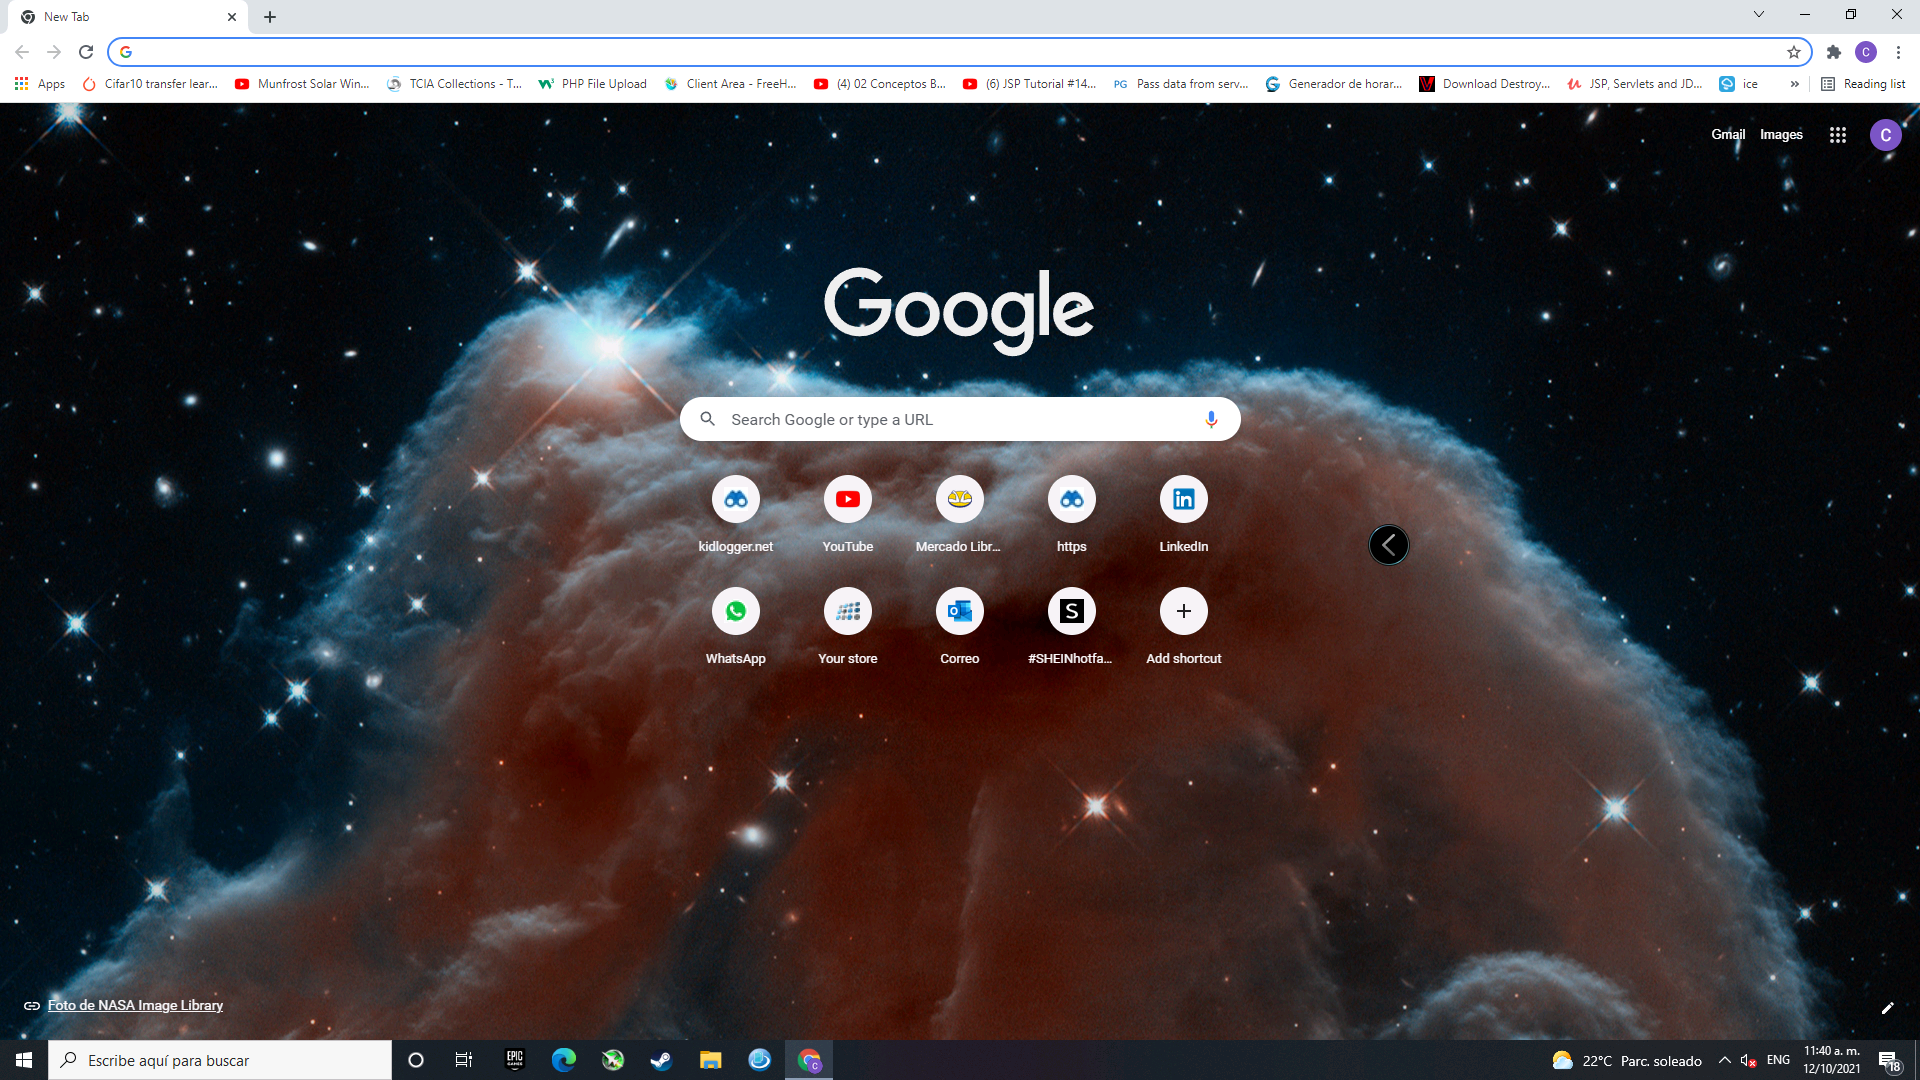 New Tab
Apps
Cifar10 transfer lear...
Munfrost Solar Win...
TCIA Collections - T...
PHP File Upload
Client Area - FreeH...
(4) 02 Conceptos B...
(6) JSP Tutorial #14...
PG Pass data from serv...
Generador de horar...
Download Destroy...
JSP, Servlets and JD...
ice
»
Reading list
Gmail
Images
C
Google
Search Google or type a URL
kidlogger.net
YouTube
Mercado Libr...
https
LinkedIn
WhatsApp
Your store
Correo
#SHEINhotfa...
Add shortcut
Foto de NASA Image Library
Escribe aquí para buscar
EPIC GAMES
22°C Parc. soleado
ENG
11:40 a. m.
12/10/2021
18